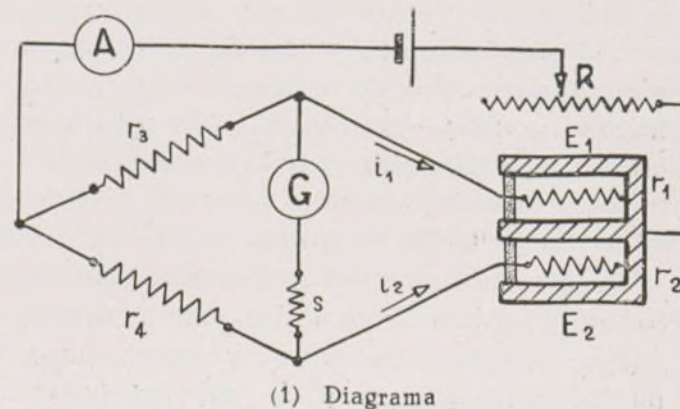 A
R
r₃
E₁
i₁
r₁
G
i₂
r₂
s
r₄
E₂
(1) Diagrama